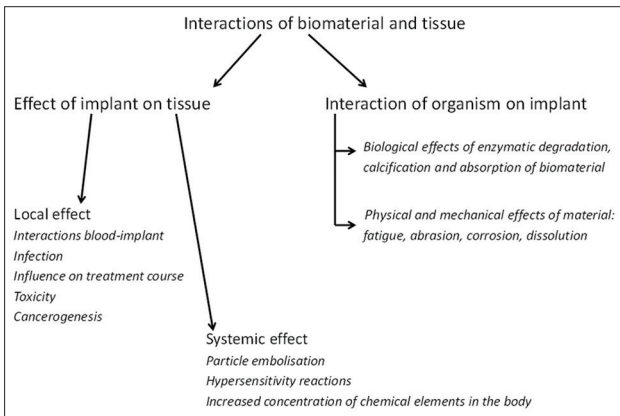 Interactions of biomaterial and tissue
Effect of implant on tissue
Interaction of organism on implant
Biological effects of enzymatic degradation,
calcification and absorption of biomaterial
Physical and mechanical effects of material:
fatigue, abrasion, corrosion, dissolution
Local effect
Interactions blood-implant
Infection
Influence on treatment course
Toxicity
Cancerogenesis
Systemic effect
Particle embolisation
Hypersensitivity reactions
Increased concentration of chemical elements in the body